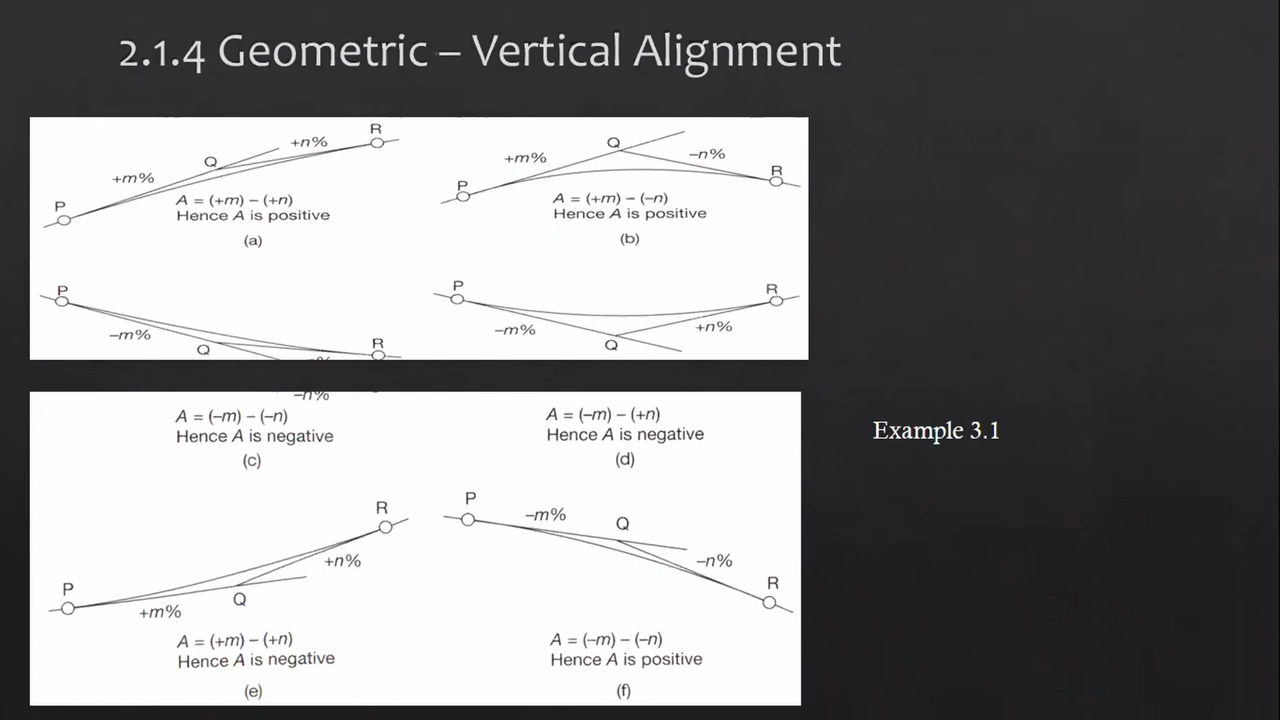 2.1.4 Geometric – Vertical Alignment
R
+n%
Q
+m%
P
A = (+m) – (+n)
Hence A is positive
(a)
Q
+m%
–n%
P
R
A = (+m) – (–n)
Hence A is positive
(b)
P
–m%
Q
R
P
R
–m%
+n%
Q
–n%
A = (–m) – (–n)
Hence A is negative
(c)
A = (–m) – (+n)
Hence A is negative
(d)
Example 3.1
R
+n%
P
Q
+m%
A = (+m) – (+n)
Hence A is negative
(e)
P
–m%
Q
–n%
R
A = (–m) – (–n)
Hence A is positive
(f)